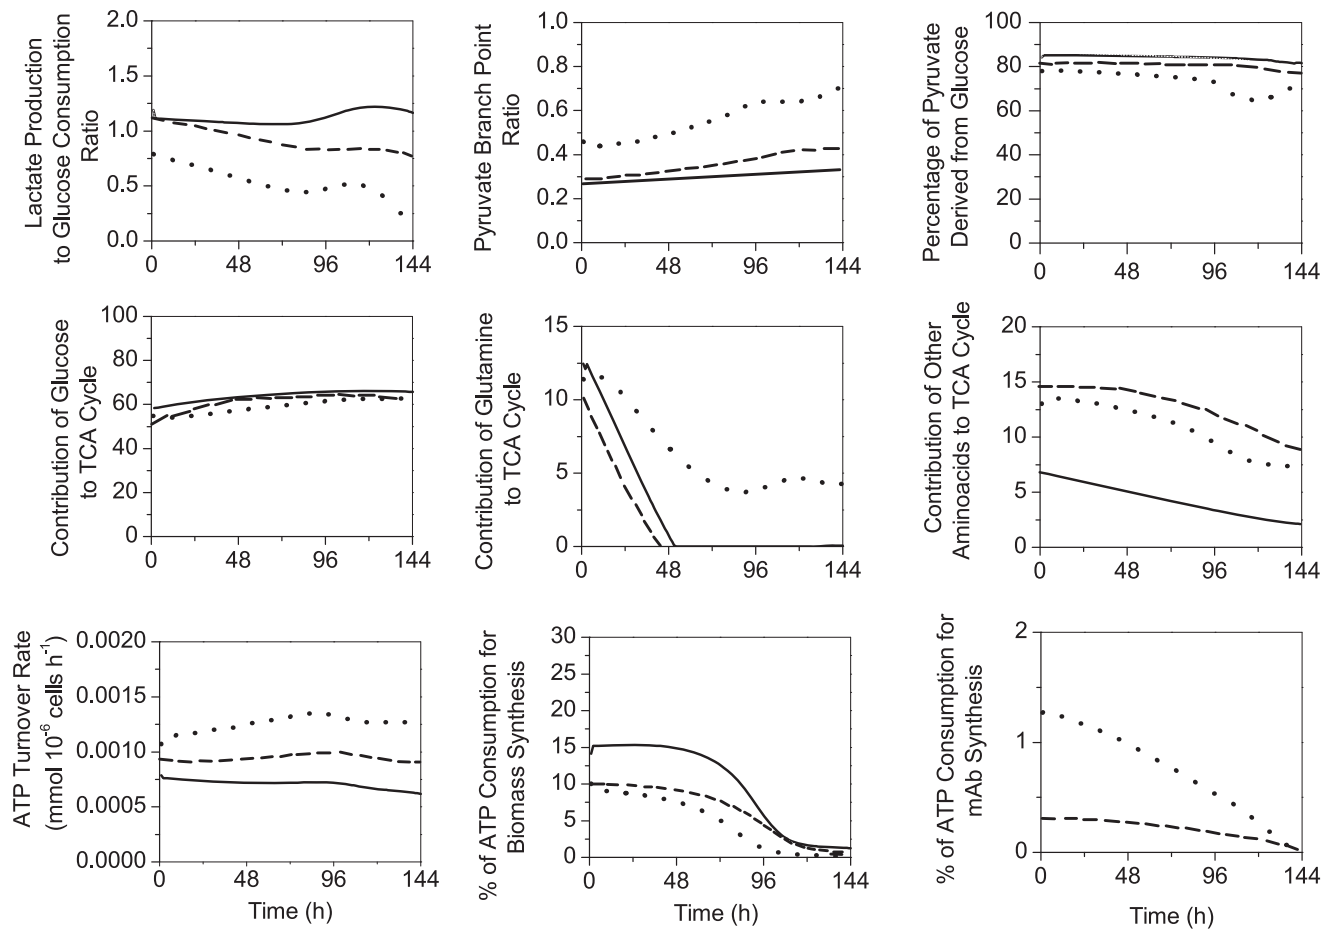 Lactate Production
to Glucose Consumption
Ratio
2.0
1.5
1.0
0.5
0.0
0 48 96 144
Pyruvate Branch Point
Ratio
1.0
0.8
0.6
0.4
0.2
0.0
0 48 96 144
Percentage of Pyruvate
Derived from Glucose
100
80
60
40
20
0
0 48 96 144
Contribution of Glucose
to TCA Cycle
100
80
60
40
20
0
0 48 96 144
Contribution of Glutamine
to TCA Cycle
15
10
5
0
0 48 96 144
Contribution of Other
Aminoacids to TCA Cycle
20
15
10
5
0
0 48 96 144
ATP Turnover Rate
(mmol 10⁻⁶ cells h⁻¹)
0.0020
0.0015
0.0010
0.0005
0.0000
0 48 96 144
Time (h)
% of ATP Consumption for
Biomass Synthesis
30
25
20
15
10
5
0
0 48 96 144
Time (h)
% of ATP Consumption for
mAb Synthesis
2
1
0
0 48 96 144
Time (h)